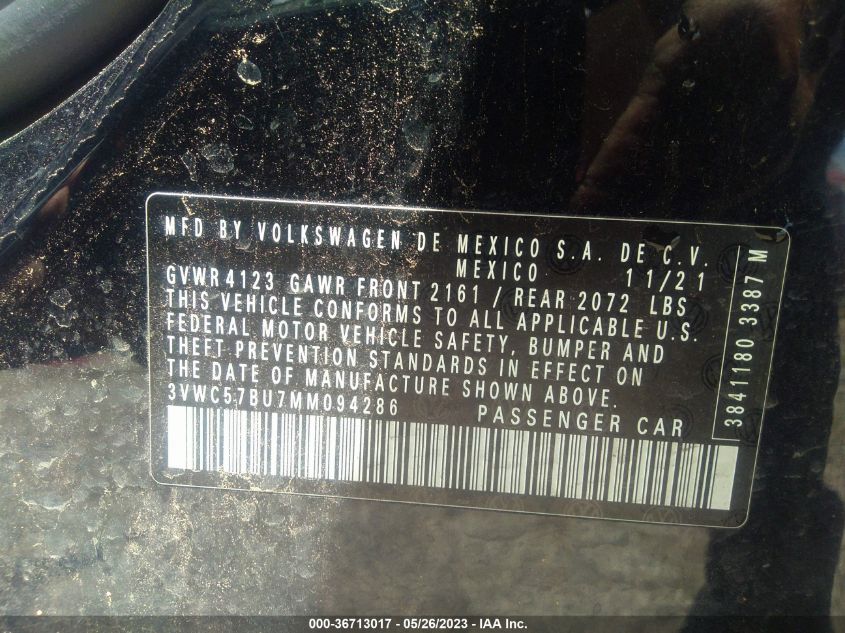 MFD BY VOLKSWAGEN DE MEXICO S.A. DE C.V.
MEXICO 11/21
GVWR4123 GAWR FRONT 2161 / REAR 2072 LBS
THIS VEHICLE CONFORMS TO ALL APPLICABLE U.S.
FEDERAL MOTOR VEHICLE SAFETY, BUMPER AND
THEFT PREVENTION STANDARDS IN EFFECT ON
THE DATE OF MANUFACTURE SHOWN ABOVE.
3VWC57BU7MM094286 PASSENGER CAR
3841180 3387 M
000-36713017 - 05/26/2023 - IAA Inc.